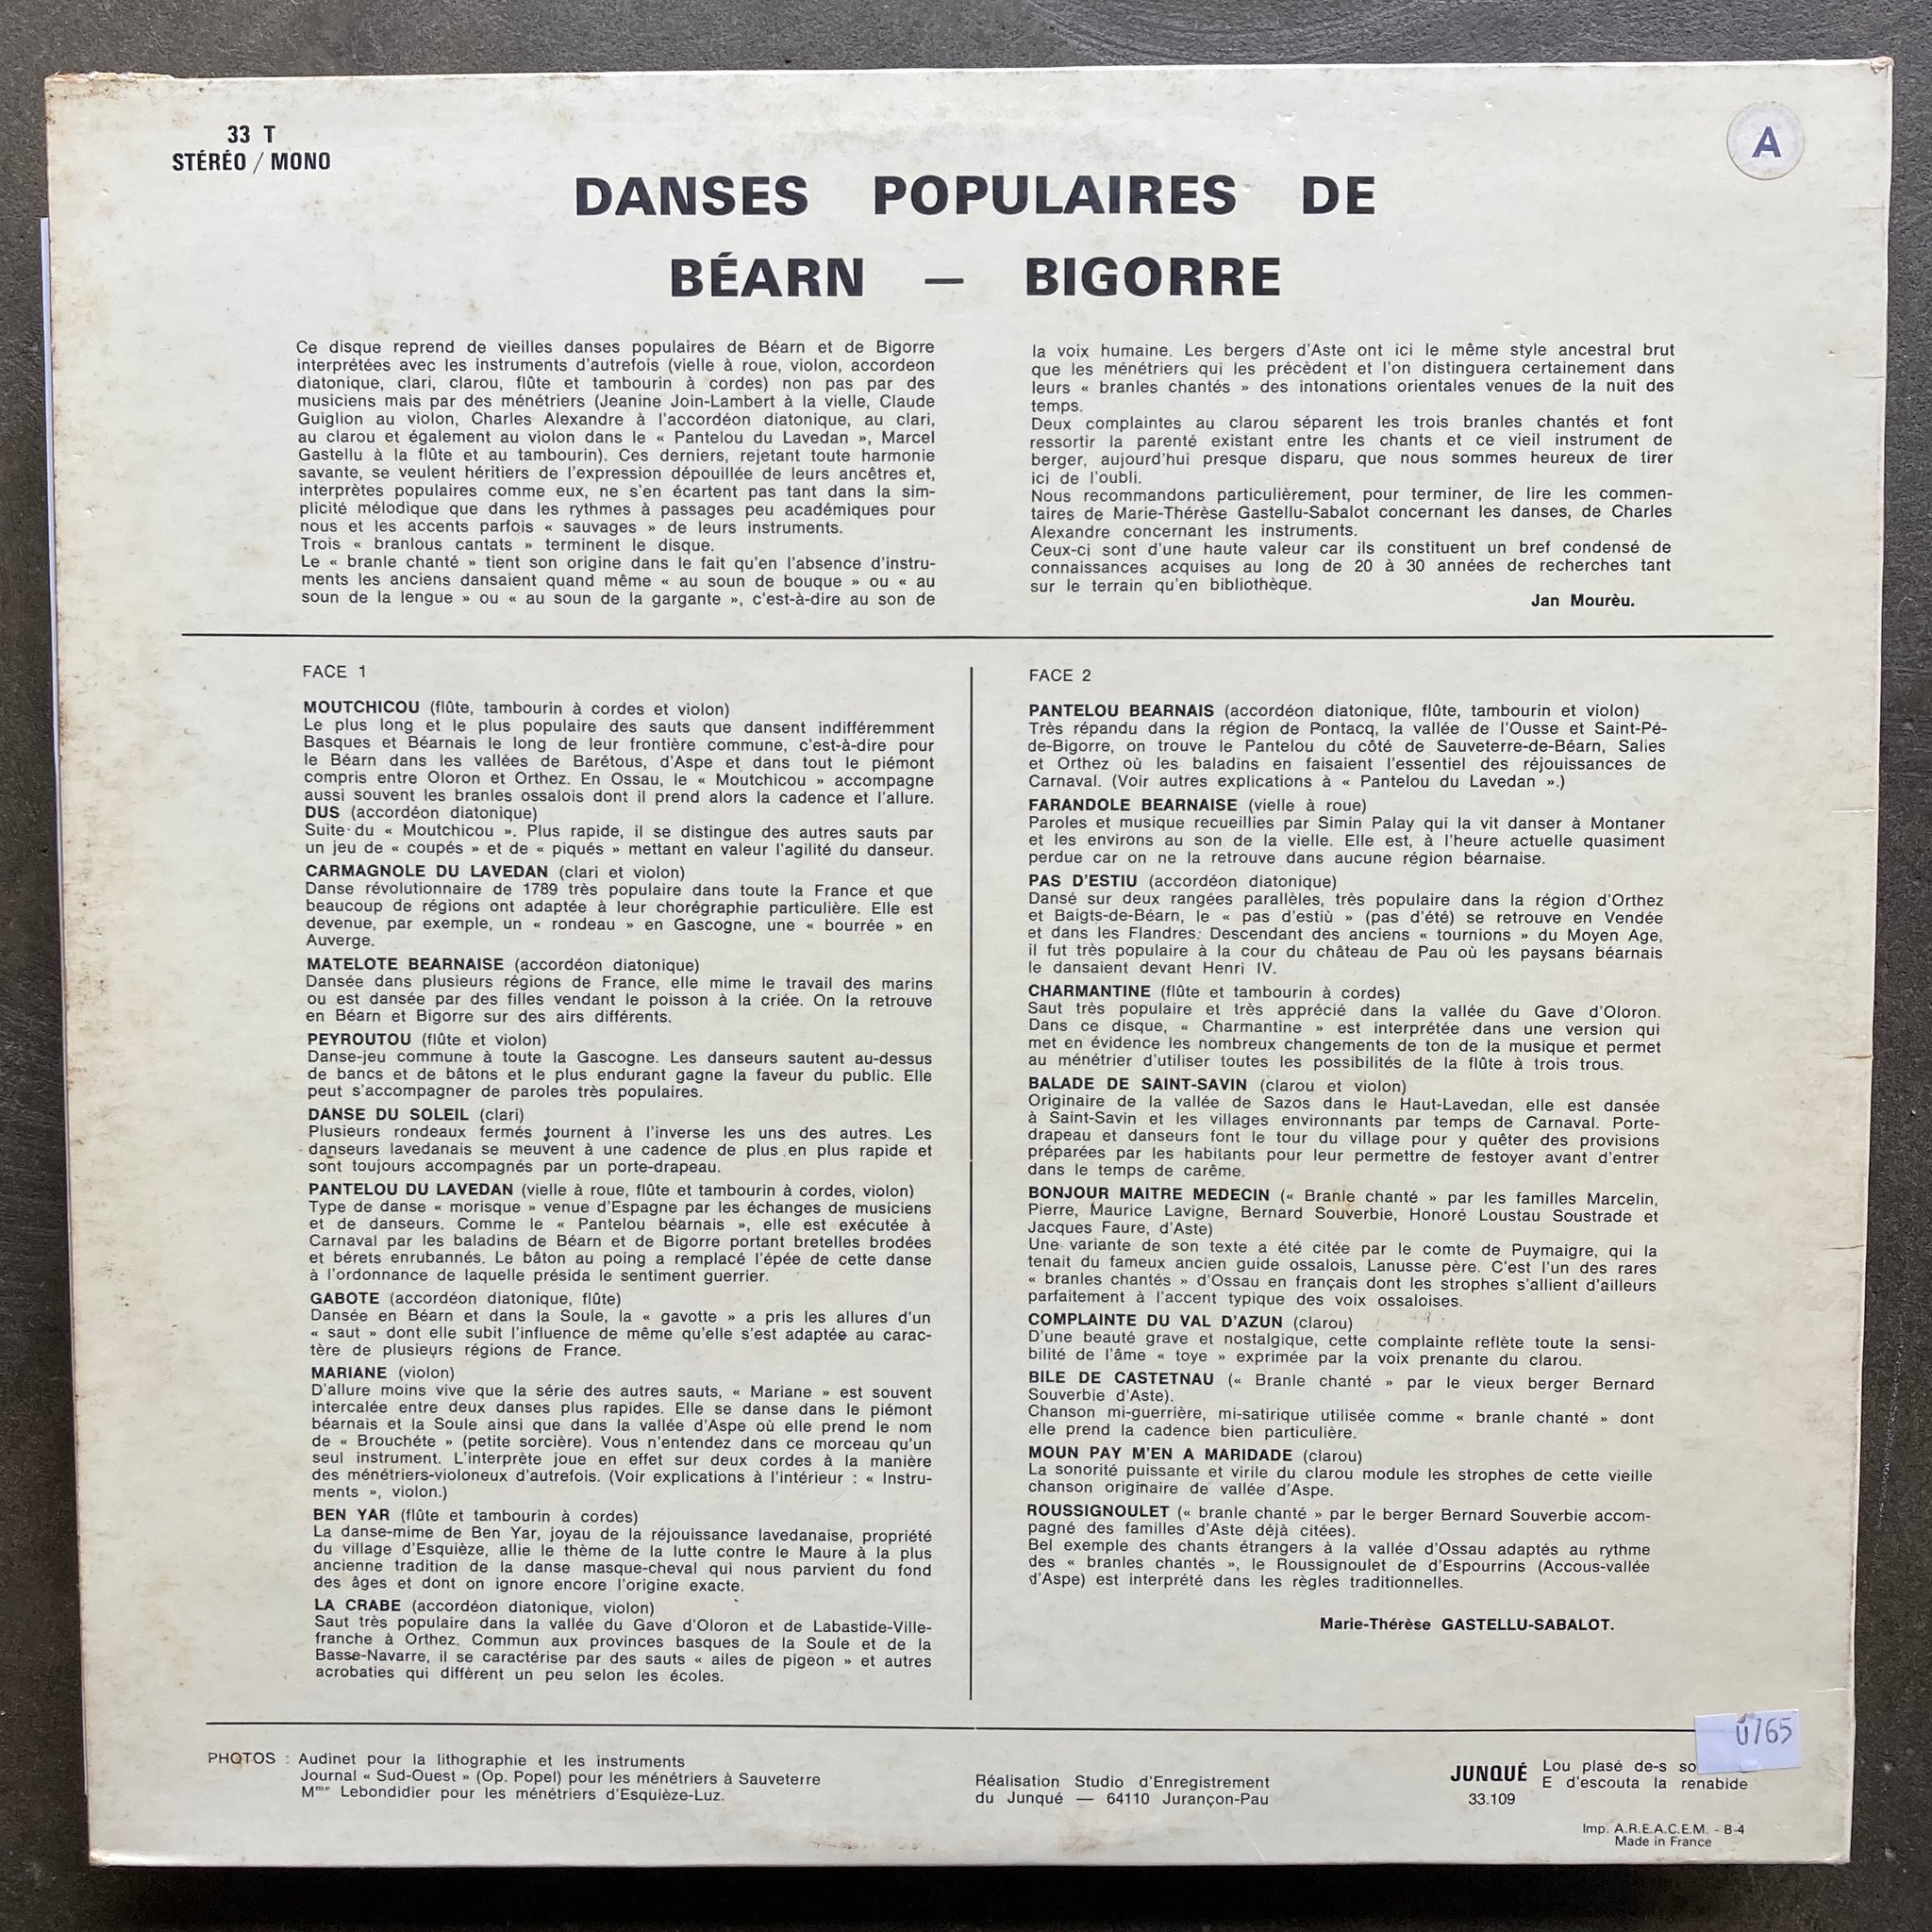 33 T
STÉRÉO / MONO
A
DANSES POPULAIRES DE
BÉARN — BIGORRE
Ce disque reprend de vieilles danses populaires de Béarn et de Bigorre
interprétées avec les instruments d'autrefois (vielle à roue, violon, accordéon
diatonique, clari, clarou, flûte et tambourin à cordes) non pas par des
musiciens mais par des ménétriers (Jeanine Join-Lambert à la vielle, Claude
Guiglion au violon, Charles Alexandre à l'accordéon diatonique, au clari,
au clarou et également au violon dans le « Pantelou du Lavedan », Marcel
Gastellu à la flûte et au tambourin). Ces derniers, rejetant toute harmonie
savante, se veulent héritiers de l'expression dépouillée de leurs ancêtres et,
interprètes populaires comme eux, ne s'en écartent pas tant dans la sim-
plicité mélodique que dans les rythmes à passages peu académiques pour
nous et les accents parfois « sauvages » de leurs instruments.
Trois « branlous cantats » terminent le disque.
Le « branle chanté » tient son origine dans le fait qu'en l'absence d'instru-
ments les anciens dansaient quand même « au soun de bouque » ou « au
soun de la lengue » ou « au soun de la gargante », c'est-à-dire au son de
la voix humaine. Les bergers d'Aste ont ici le même style ancestral brut
que les ménétriers qui les précèdent et l'on distinguera certainement dans
leurs « branles chantés » des intonations orientales venues de la nuit des
temps.
Deux complaintes au clarou séparent les trois branles chantés et font
ressortir la parenté existant entre les chants et ce vieil instrument de
berger, aujourd'hui presque disparu, que nous sommes heureux de tirer
ici de l'oubli.
Nous recommandons particulièrement, pour terminer, de lire les commen-
taires de Marie-Thérèse Gastellu-Sabalot concernant les danses, de Charles
Alexandre concernant les instruments.
Ceux-ci sont d'une haute valeur car ils constituent un bref condensé de
connaissances acquises au long de 20 à 30 années de recherches tant
sur le terrain qu'en bibliothèque.
Jan Mourèu.
FACE 1
MOUTCHICOU (flûte, tambourin à cordes et violon)
Le plus long et le plus populaire des sauts que dansent indifféremment
Basques et Béarnais le long de leur frontière commune, c'est-à-dire pour
le Béarn dans les vallées de Barétous, d'Aspe et dans tout le piémont
compris entre Oloron et Orthez. En Ossau, le « Moutchicou » accompagne
aussi souvent les branles ossalois dont il prend alors la cadence et l'allure.
DUS (accordéon diatonique)
Suite du « Moutchicou ». Plus rapide, il se distingue des autres sauts par
un jeu de « coupés » et de « piqués » mettant en valeur l'agilité du danseur.
CARMAGNOLE DU LAVEDAN (clari et violon)
Danse révolutionnaire de 1789 très populaire dans toute la France et que
beaucoup de régions ont adaptée à leur chorégraphie particulière. Elle est
devenue, par exemple, un « rondeau » en Gascogne, une « bourrée » en
Auverge.
MATELOTE BEARNAISE (accordéon diatonique)
Dansée dans plusieurs régions de France, elle mime le travail des marins
ou est dansée par des filles vendant le poisson à la criée. On la retrouve
en Béarn et Bigorre sur des airs différents.
PEYROUTOU (flûte et violon)
Danse-jeu commune à toute la Gascogne. Les danseurs sautent au-dessus
de bancs et de bâtons et le plus endurant gagne la faveur du public. Elle
peut s'accompagner de paroles très populaires.
DANSE DU SOLEIL (clari)
Plusieurs rondeaux fermés tournent à l'inverse les uns des autres. Les
danseurs lavedanais se meuvent à une cadence de plus en plus rapide et
sont toujours accompagnés par un porte-drapeau.
PANTELOU DU LAVEDAN (vielle à roue, flûte et tambourin à cordes, violon)
Type de danse « morisque » venue d'Espagne par les échanges de musiciens
et de danseurs. Comme le « Pantelou béarnais », elle est exécutée à
Carnaval par les baladins de Béarn et de Bigorre portant bretelles brodées
et bérets enrubannés. Le bâton au poing a remplacé l'épée de cette danse
à l'ordonnance de laquelle présida le sentiment guerrier.
GABOTE (accordéon diatonique, flûte)
Dansée en Béarn et dans la Soule, la « gavotte » a pris les allures d'un
« saut » dont elle subit l'influence de même qu'elle s'est adaptée au carac-
tère de plusieurs régions de France.
MARIANE (violon)
D'allure moins vive que la série des autres sauts, « Mariane » est souvent
intercalée entre deux danses plus rapides. Elle se danse dans le piémont
béarnais et la Soule ainsi que dans la vallée d'Aspe où elle prend le nom
de « Brouchéte » (petite sorcière). Vous n'entendez dans ce morceau qu'un
seul instrument. L'interprète joue en effet sur deux cordes à la manière
des ménétriers-violoneux d'autrefois. (Voir explications à l'intérieur : « Instru-
ments », violon.)
BEN YAR (flûte et tambourin à cordes)
La danse-mime de Ben Yar, joyau de la réjouissance lavedanaise, propriété
du village d'Esquièze, allie le thème de la lutte contre le Maure à la plus
ancienne tradition de la danse masque-cheval qui nous parvient du fond
des âges et dont on ignore encore l'origine exacte.
LA CRABE (accordéon diatonique, violon)
Saut très populaire dans la vallée du Gave d'Oloron et de Labastide-Ville-
franche à Orthez. Commun aux provinces basques de la Soule et de la
Basse-Navarre, il se caractérise par des sauts « ailes de pigeon » et autres
acrobaties qui diffèrent un peu selon les écoles.
FACE 2
PANTELOU BEARNAIS (accordéon diatonique, flûte, tambourin et violon)
Très répandu dans la région de Pontacq, la vallée de l'Ousse et Saint-Pé-
de-Bigorre, on trouve le Pantelou du côté de Sauveterre-de-Béarn, Salies
et Orthez où les baladins en faisaient l'essentiel des réjouissances de
Carnaval. (Voir autres explications à « Pantelou du Lavedan ».)
FARANDOLE BEARNAISE (vielle à roue)
Paroles et musique recueillies par Simin Palay qui la vit danser à Montaner
et les environs au son de la vielle. Elle est, à l'heure actuelle quasiment
perdue car on ne la retrouve dans aucune région béarnaise.
PAS D'ESTIU (accordéon diatonique)
Dansé sur deux rangées parallèles, très populaire dans la région d'Orthez
et Baigts-de-Béarn, le « pas d'estiù » (pas d'été) se retrouve en Vendée
et dans les Flandres. Descendant des anciens « tournions » du Moyen Age,
il fut très populaire à la cour du château de Pau où les paysans béarnais
le dansaient devant Henri IV.
CHARMANTINE (flûte et tambourin à cordes)
Saut très populaire et très apprécié dans la vallée du Gave d'Oloron.
Dans ce disque, « Charmantine » est interprétée dans une version qui
met en évidence les nombreux changements de ton de la musique et permet
au ménétrier d'utiliser toutes les possibilités de la flûte à trois trous.
BALADE DE SAINT-SAVIN (clarou et violon)
Originaire de la vallée de Sazos dans le Haut-Lavedan, elle est dansée
à Saint-Savin et les villages environnants par temps de Carnaval. Porte-
drapeau et danseurs font le tour du village pour y quêter des provisions
préparées par les habitants pour leur permettre de festoyer avant d'entrer
dans le temps de carême.
BONJOUR MAITRE MEDECIN (« Branle chanté » par les familles Marcelin,
Pierre, Maurice Lavigne, Bernard Souverbie, Honoré Loustau Soustrade et
Jacques Faure, d'Aste)
Une variante de son texte a été citée par le comte de Puymaigre, qui la
tenait du fameux ancien guide ossalois, Lanusse père. C'est l'un des rares
« branles chantés » d'Ossau en français dont les strophes s'allient d'ailleurs
parfaitement à l'accent typique des voix ossaloises.
COMPLAINTE DU VAL D'AZUN (clarou)
D'une beauté grave et nostalgique, cette complainte reflète toute la sensi-
bilité de l'âme « toye » exprimée par la voix prenante du clarou.
BILE DE CASTETNAU (« Branle chanté » par le vieux berger Bernard
Souverbie d'Aste).
Chanson mi-guerrière, mi-satirique utilisée comme « branle chanté » dont
elle prend la cadence bien particulière.
MOUN PAY M'EN A MARIDADE (clarou)
La sonorité puissante et virile du clarou module les strophes de cette vieille
chanson originaire de vallée d'Aspe.
ROUSSIGNOULET (« branle chanté » par le berger Bernard Souverbie accom-
pagné des familles d'Aste déjà citées).
Bel exemple des chants étrangers à la vallée d'Ossau adaptés au rythme
des « branles chantés », le Roussignoulet de d'Espourrins (Accous-vallée
d'Aspe) est interprété dans les règles traditionnelles.
Marie-Thérèse GASTELLU-SABALOT.
PHOTOS : Audinet pour la lithographie et les instruments
Journal « Sud-Ouest » (Op. Popel) pour les ménétriers à Sauveterre
Mme Lebondidier pour les ménétriers d'Esquièze-Luz.
Réalisation Studio d'Enregistrement
du Junqué — 64110 Jurançon-Pau
JUNQUÉ
33.109
Lou plasé de-s so
E d'escouta la renabide
Imp. A.R.E.A.C.E.M. - B-4
Made in France